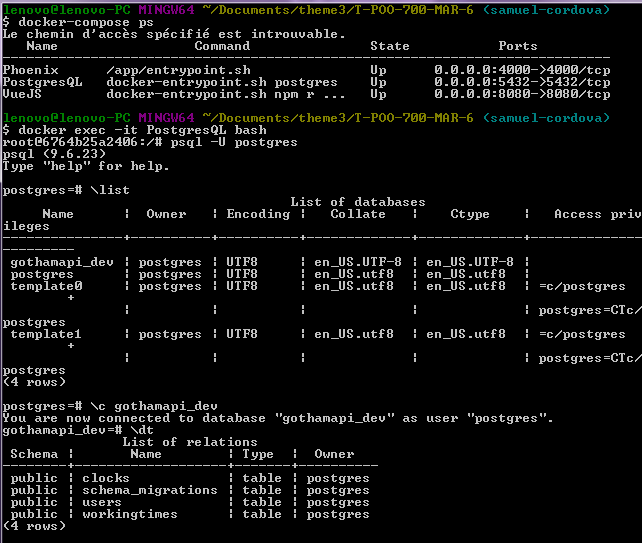 lenovo@lenovo-PC MINGW64 ~/Documents/theme3/T-POO-700-MAR-6 (samuel-cordova)
$ docker-compose ps
Le chemin d'accès spécifié est introuvable.
   Name                 Command               State           Ports
-------------------------------------------------------------------------------
Phoenix      /app/entrypoint.sh               Up      0.0.0.0:4000->4000/tcp
PostgresQL   docker-entrypoint.sh postgres    Up      0.0.0.0:5432->5432/tcp
VueJS        docker-entrypoint.sh npm r ...   Up      0.0.0.0:8080->8080/tcp
lenovo@lenovo-PC MINGW64 ~/Documents/theme3/T-POO-700-MAR-6 (samuel-cordova)
$ docker exec -it PostgresQL bash
root@6764b25a2406:/# psql -U postgres
psql (9.6.23)
Type "help" for help.
postgres=# \list
                                    List of databases
     Name      |  Owner   | Encoding |  Collate   |   Ctype    |   Access priv
ileges
---------------+----------+----------+------------+------------+---------------
---------
 gothamapi_dev | postgres | UTF8     | en_US.UTF-8 | en_US.UTF-8 |
 postgres      | postgres | UTF8     | en_US.utf8 | en_US.utf8 |
 template0     | postgres | UTF8     | en_US.utf8 | en_US.utf8 | =c/postgres
        +
               |          |          |            |            | postgres=CTc/
postgres
 template1     | postgres | UTF8     | en_US.utf8 | en_US.utf8 | =c/postgres
        +
               |          |          |            |            | postgres=CTc/
postgres
(4 rows)
postgres=# \c gothamapi_dev
You are now connected to database "gothamapi_dev" as user "postgres".
gothamapi_dev=# \dt
               List of relations
 Schema |       Name        | Type  |  Owner
--------+-------------------+-------+----------
 public | clocks            | table | postgres
 public | schema_migrations | table | postgres
 public | users             | table | postgres
 public | workingtimes      | table | postgres
(4 rows)